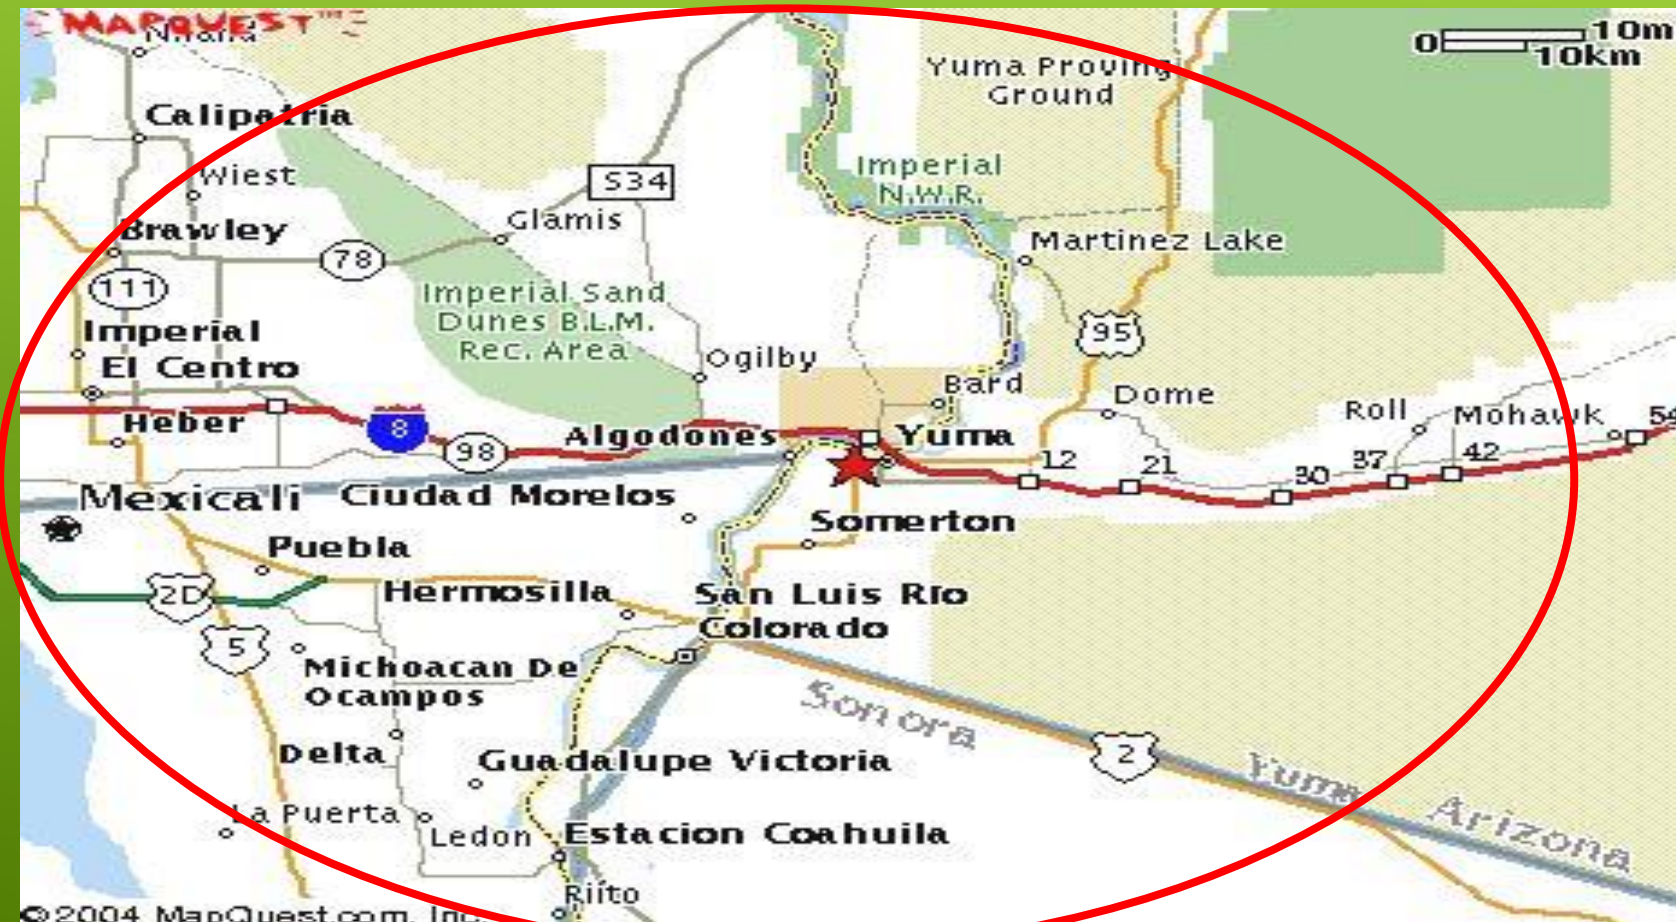 MAPQUEST
Niland
0 10m
10km
Yuma Proving
Ground
Calipatria
Imperial
N.W.R.
Wiest
S34
Glamis
Brawley
Martinez Lake
78
111
Imperial Sand
Dunes B.L.M.
Rec. Area
Imperial
95
El Centro
Ogilby
Bard
Dome
Roll
Mohawk
54
Heber
8
98
Algodones
Yuma
12
21
30
37
42
Mexicali
Ciudad Morelos
Somerton
Puebla
2D
Hermosilla
San Luis Rio
Colorado
5
Michoacan De
Ocampos
Sonora
Delta
Guadalupe Victoria
2
Yuma
Arizona
La Puerta
Ledon
Estacion Coahuila
Riito
©2004 MapQuest.com, Inc.